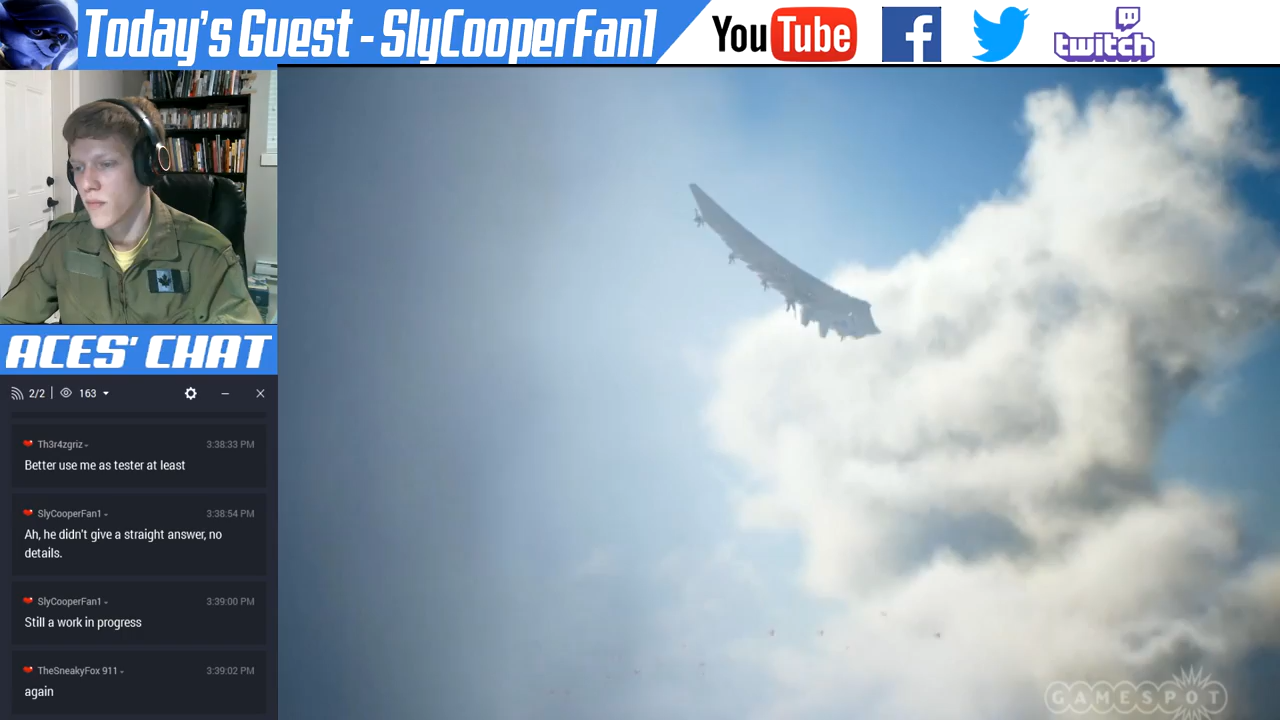 Today's Guest - SlyCooperFan1
You Tube
f
twitch
ACES' CHAT
2/2 163
Th3r4zgriz 3:38:33 PM
Better use me as tester at least
SlyCooperFan1 3:38:54 PM
Ah, he didn't give a straight answer, no
details.
SlyCooperFan1 3:39:00 PM
Still a work in progress
TheSneakyFox 911 3:39:02 PM
again
GAMESPOT